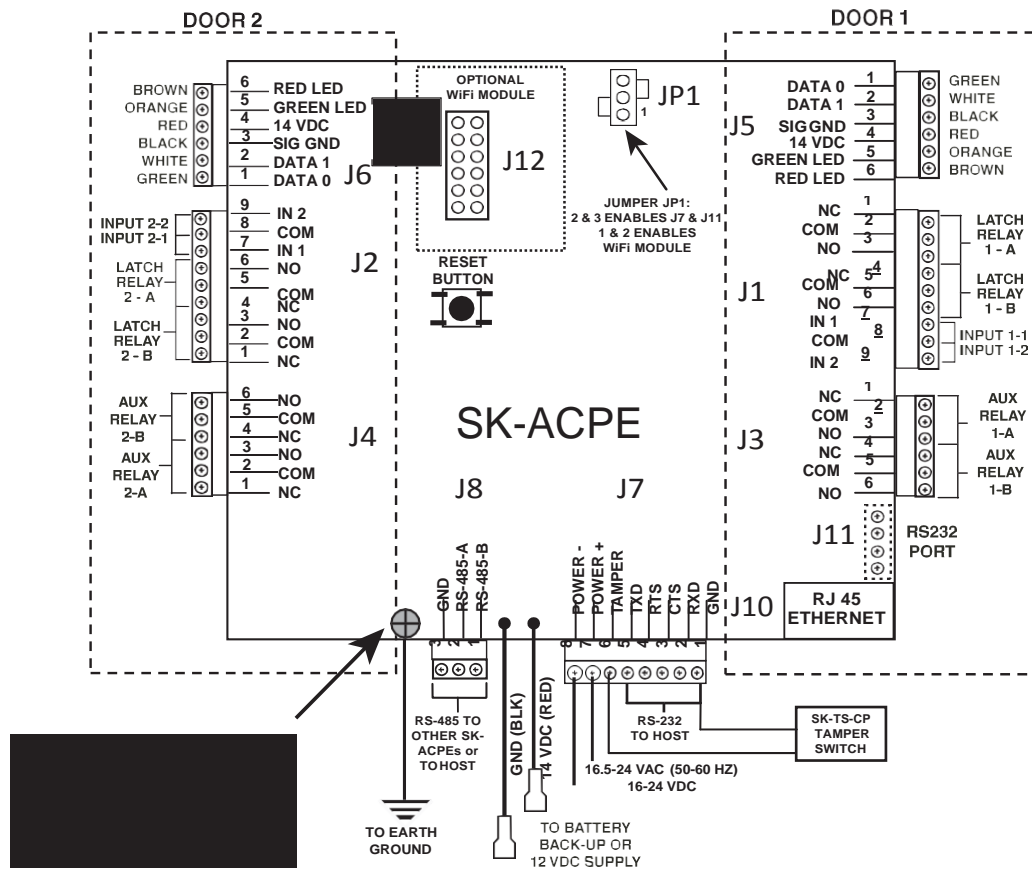 DOOR 2
DOOR 1
BROWN
ORANGE
RED
BLACK
WHITE
GREEN
6 RED LED
5 GREEN LED
4 14 VDC
3 SIG GND
2 DATA 1
1 DATA 0
J6
OPTIONAL
WiFi MODULE
J12
JP1
1
JUMPER JP1:
2 & 3 ENABLES J7 & J11
1 & 2 ENABLES
WiFi MODULE
J5
DATA 0 1
DATA 1 2
SIG GND 3
14 VDC 4
GREEN LED 5
RED LED 6
GREEN
WHITE
BLACK
RED
ORANGE
BROWN
INPUT 2-2
INPUT 2-1
LATCH
RELAY
2 - A
LATCH
RELAY
2 - B
9 IN 2
8 COM
7 IN 1
6 NO
5 COM
4 NC
3 NO
2 COM
1 NC
J2
RESET
BUTTON
J1
NC 1
COM 2
NO 3
NC 4
COM 5
NO 6
IN 1 7
COM 8
IN 2 9
LATCH
RELAY
1 - A
LATCH
RELAY
1 - B
INPUT 1-1
INPUT 1-2
AUX
RELAY
2-B
AUX
RELAY
2-A
6 NO
5 COM
4 NC
3 NO
2 COM
1 NC
J4
SK-ACPE
J3
NC 1
COM 2
NO 3
NC 4
COM 5
NO 6
AUX
RELAY
1-A
AUX
RELAY
1-B
J8
J7
J11
RS232
PORT
J10
RJ 45
ETHERNET
GND
RS-485-A
RS-485-B
3 2 1
POWER -
POWER +
TAMPER
TXD
RTS
CTS
RXD
GND
8 7 6 5 4 3 2 1
RS-485 TO
OTHER SK-
ACPEs or
TO HOST
GND (BLK)
14 VDC (RED)
RS-232
TO HOST
SK-TS-CP
TAMPER
SWITCH
16.5-24 VAC (50-60 HZ)
16-24 VDC
TO EARTH
GROUND
TO BATTERY
BACK-UP OR
12 VDC SUPPLY